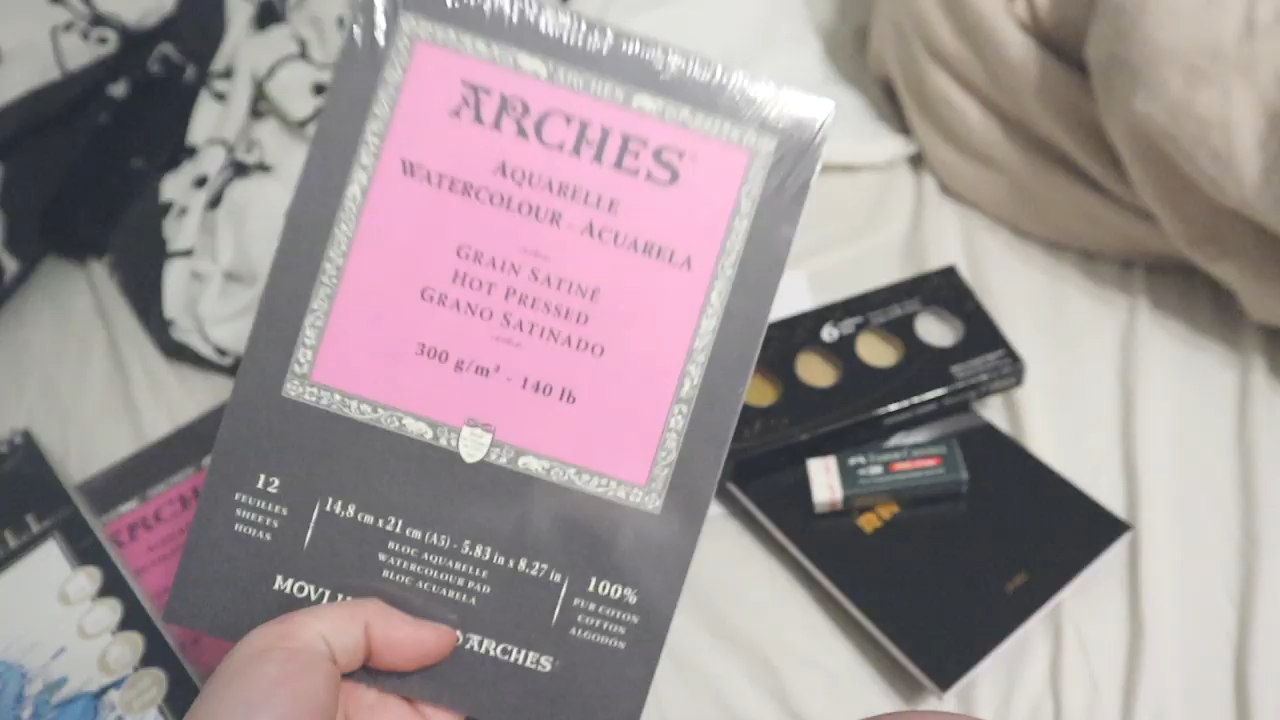 ARCHES
ARCHES
AQUARELLE
WATERCOLOUR - ACUARELA
GRAIN SATINÉ
HOT PRESSED
GRANO SATINADO
300 g/m² - 140 lb
12
FEUILLES
SHEETS
HOJAS
14,8 cm x 21 cm (A5) - 5.83 in x 8.27 in
BLOC AQUARELLE
WATERCOLOUR PAD
BLOC ACUARELA
100%
PUR COTON
COTTON
ALGODÓN
D'ARCHES
6